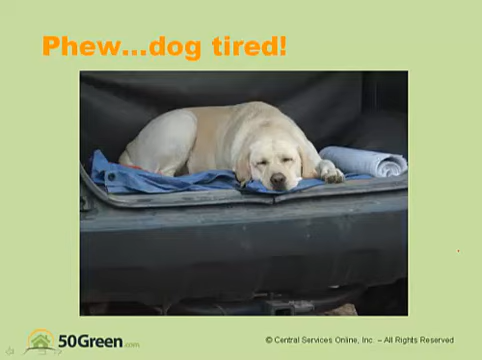 Phew...dog tired!
50Green.com
© Central Services Online, Inc. – All Rights Reserved